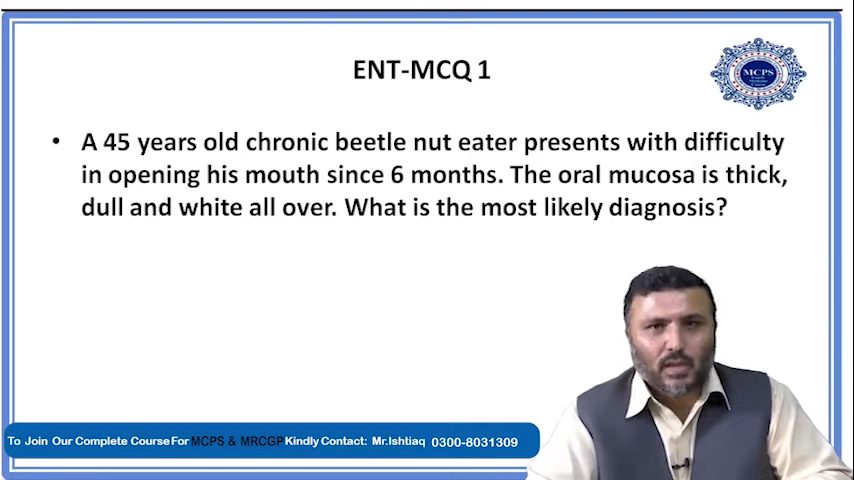 ENT-MCQ 1
MCPS
• A 45 years old chronic beetle nut eater presents with difficulty
in opening his mouth since 6 months. The oral mucosa is thick,
dull and white all over. What is the most likely diagnosis?
To Join Our Complete Course For MCPS & MRCGP Kindly Contact: Mr.Ishtiaq 0300-8031309